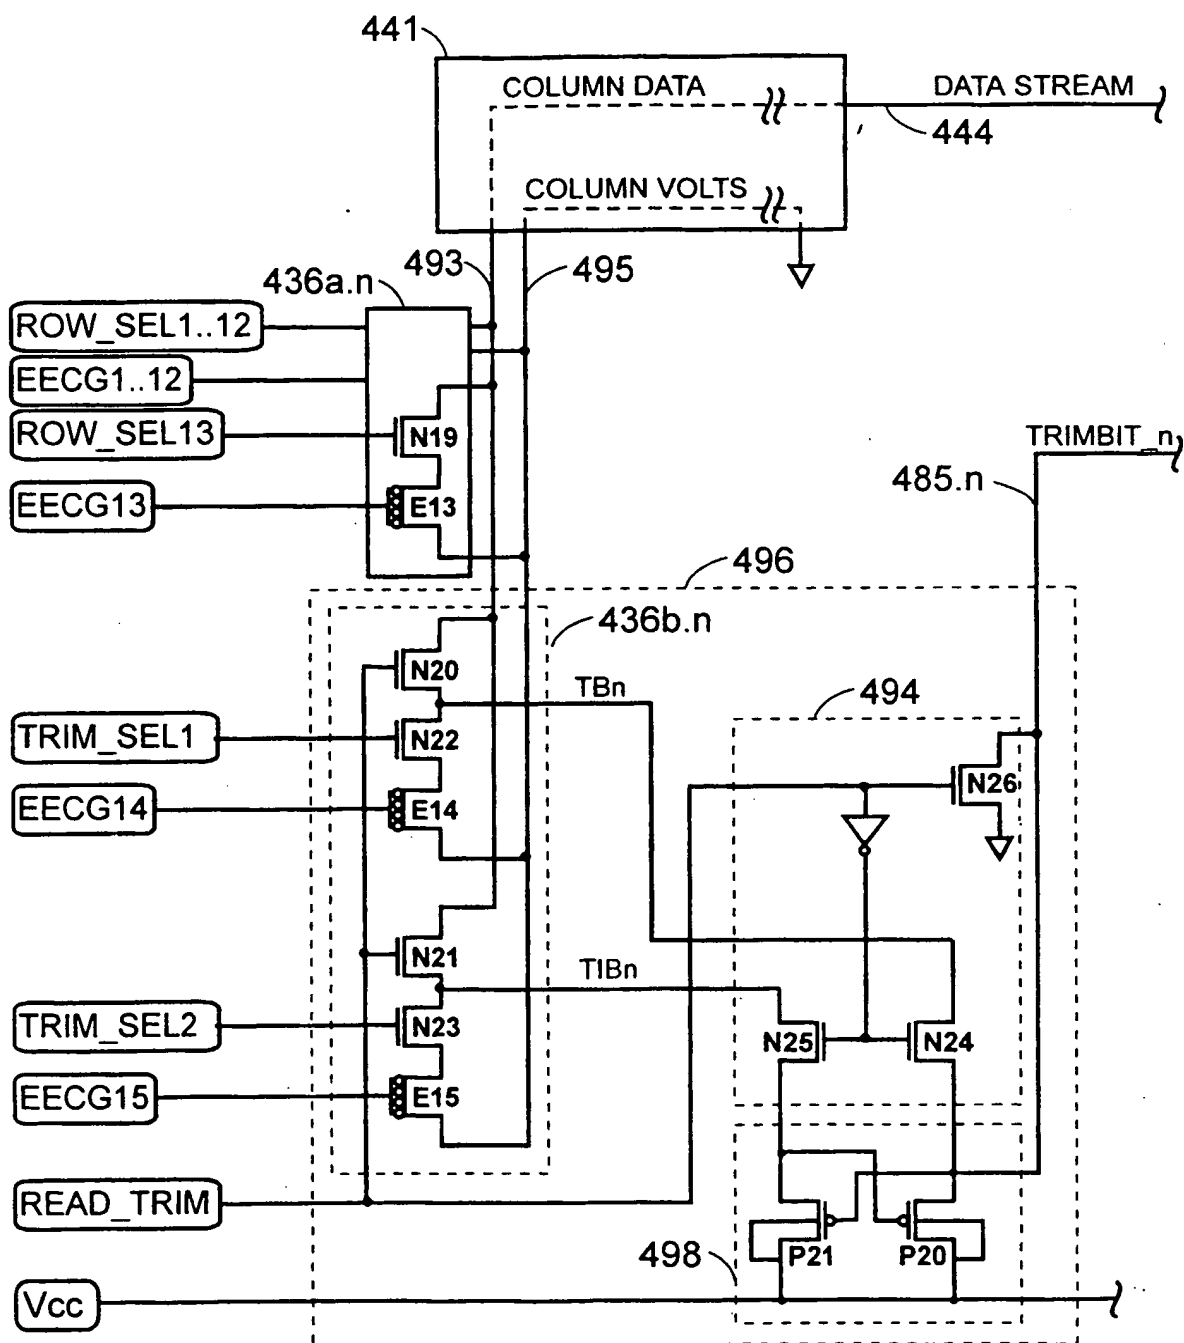 441
COLUMN DATA
DATA STREAM
444
COLUMN VOLTS
493
495
436a.n
ROW_SEL1..12
EECG1..12
ROW_SEL13
N19
TRIMBIT_n
485.n
EECG13
E13
496
436b.n
N20
TBn
494
TRIM_SEL1
N22
N26
EECG14
E14
N21
TIBn
TRIM_SEL2
N23
N25
N24
EECG15
E15
READ_TRIM
498
P21
P20
Vcc